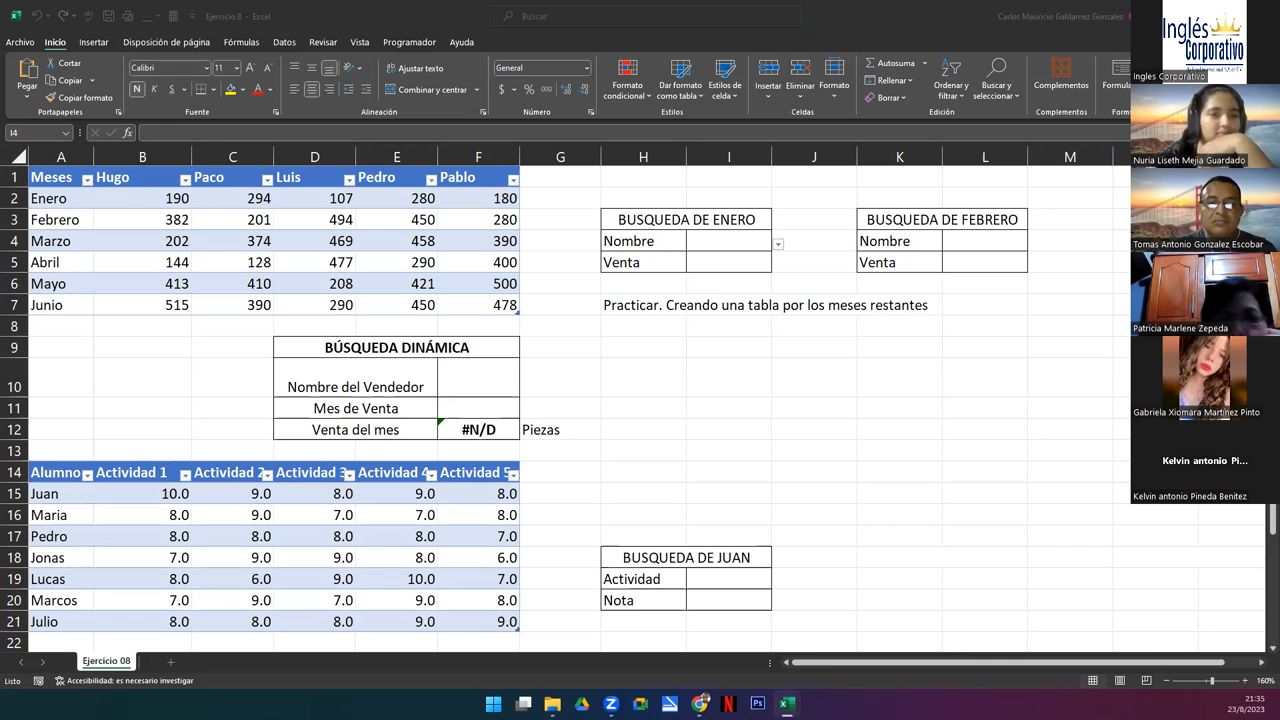 Ejercicio 8 - Excel
Buscar
Carlos Mauricio Galdamez Gonzalez
Archivo Inicio Insertar Disposición de página Fórmulas Datos Revisar Vista Programador Ayuda
Pegar
Cortar
Copiar
Copiar formato
Portapapeles
Calibri 11
N K S
Fuente
Ajustar texto
Combinar y centrar
Alineación
General
$ % 000
Número
Formato condicional
Dar formato como tabla
Estilos de celda
Estilos
Insertar Eliminar Formato
Celdas
Autosuma
Rellenar
Borrar
Ordenar y filtrar
Buscar y seleccionar
Edición
Complementos
Complementos
I4 fx
A B C D E F G H I J K L M
1 Meses Hugo Paco Luis Pedro Pablo
2 Enero 190 294 107 280 180
3 Febrero 382 201 494 450 280 BUSQUEDA DE ENERO BUSQUEDA DE FEBRERO
4 Marzo 202 374 469 458 390 Nombre Nombre
5 Abril 144 128 477 290 400 Venta Venta
6 Mayo 413 410 208 421 500
7 Junio 515 390 290 450 478 Practicar. Creando una tabla por los meses restantes
8
9 BÚSQUEDA DINÁMICA
10 Nombre del Vendedor
11 Mes de Venta
12 Venta del mes #N/D Piezas
13
14 Alumno Actividad 1 Actividad 2 Actividad 3 Actividad 4 Actividad 5
15 Juan 10.0 9.0 8.0 9.0 8.0
16 Maria 8.0 9.0 7.0 7.0 8.0
17 Pedro 8.0 8.0 8.0 8.0 7.0
18 Jonas 7.0 9.0 9.0 8.0 6.0 BUSQUEDA DE JUAN
19 Lucas 8.0 6.0 9.0 10.0 7.0 Actividad
20 Marcos 7.0 9.0 7.0 9.0 8.0 Nota
21 Julio 8.0 8.0 8.0 9.0 9.0
22
Ejercicio 08
Listo Accesibilidad: es necesario investigar 160%
21:35
23/8/2023
Inglés
Corporativo
Ingles Corporativo
Nuria Liseth Mejia Guardado
Tomas Antonio Gonzalez Escobar
Patricia Marlene Zepeda
Gabriela Xiomara Martínez Pinto
Kelvin antonio Pi...
Kelvin antonio Pineda Benitez